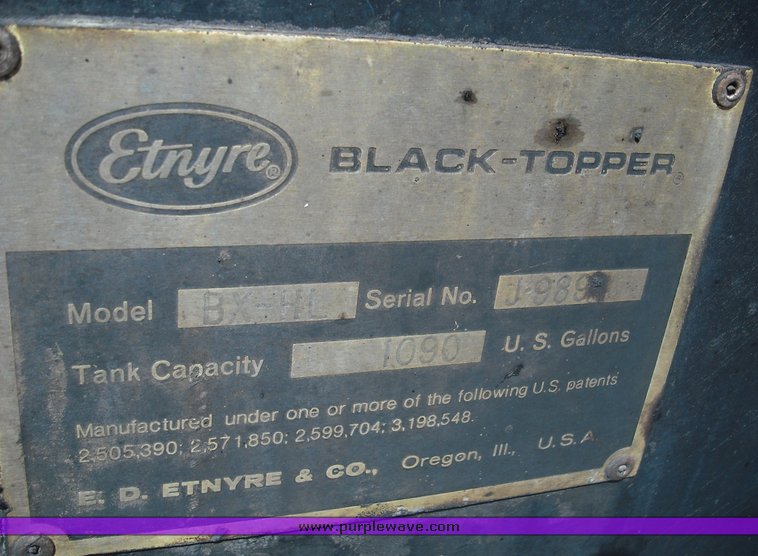 Etnyre® BLACK-TOPPER®
Model BX-HL Serial No.
Tank Capacity 1090 U. S. Gallons
Manufactured under one or more of the following U.S. patents
2,505,390; 2,571,850; 2,599,704; 3,198,548.
E. D. ETNYRE & CO., Oregon, Ill., U.S.A.
www.purplewave.com